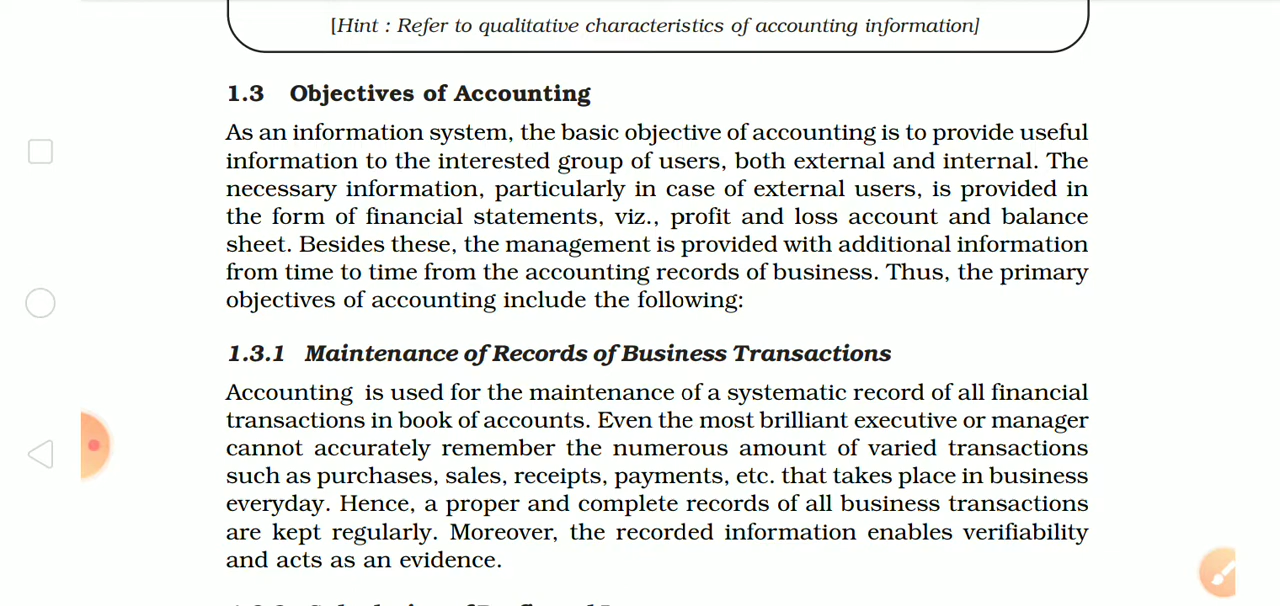 [Hint : Refer to qualitative characteristics of accounting information]
1.3 Objectives of Accounting
As an information system, the basic objective of accounting is to provide useful
information to the interested group of users, both external and internal. The
necessary information, particularly in case of external users, is provided in
the form of financial statements, viz., profit and loss account and balance
sheet. Besides these, the management is provided with additional information
from time to time from the accounting records of business. Thus, the primary
objectives of accounting include the following:
1.3.1 Maintenance of Records of Business Transactions
Accounting is used for the maintenance of a systematic record of all financial
transactions in book of accounts. Even the most brilliant executive or manager
cannot accurately remember the numerous amount of varied transactions
such as purchases, sales, receipts, payments, etc. that takes place in business
everyday. Hence, a proper and complete records of all business transactions
are kept regularly. Moreover, the recorded information enables verifiability
and acts as an evidence.